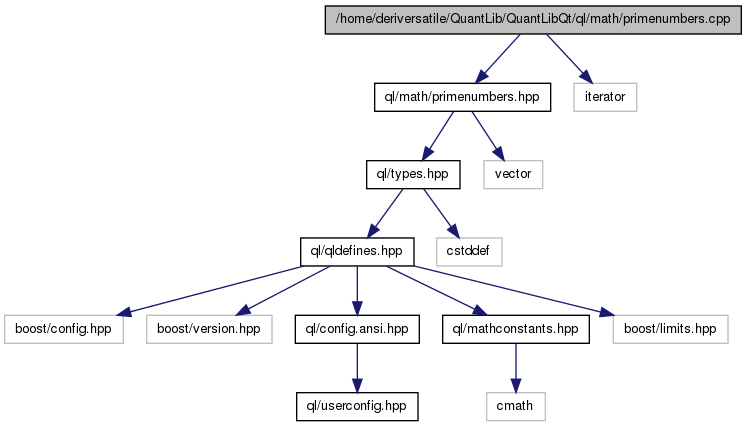 /home/deriversatile/QuantLib/QuantLibQt/ql/math/primenumbers.cpp
ql/math/primenumbers.hpp
iterator
ql/types.hpp
vector
ql/qldefines.hpp
cstddef
boost/config.hpp
boost/version.hpp
ql/config.ansi.hpp
ql/mathconstants.hpp
boost/limits.hpp
ql/userconfig.hpp
cmath